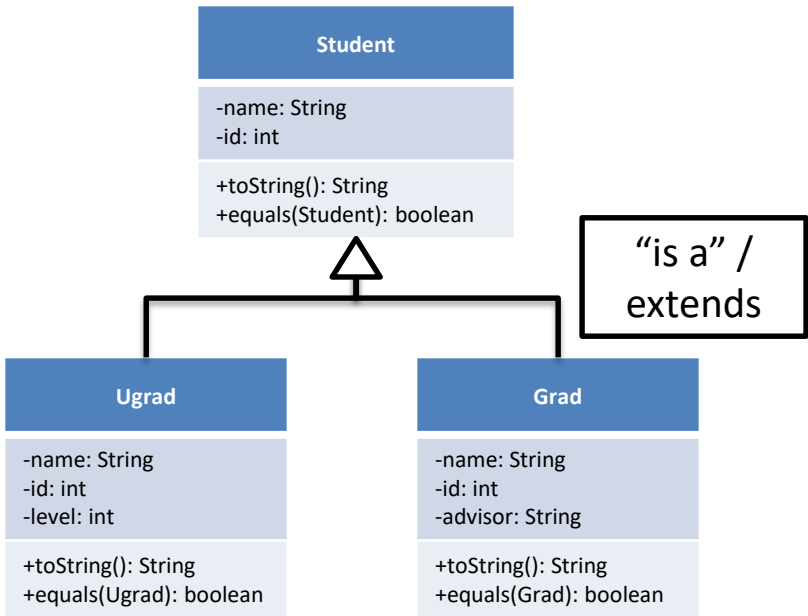 Student
-name: String
-id: int
+toString(): String
+equals(Student): boolean
“is a” /
extends
Ugrad
-name: String
-id: int
-level: int
+toString(): String
+equals(Ugrad): boolean
Grad
-name: String
-id: int
-advisor: String
+toString(): String
+equals(Grad): boolean